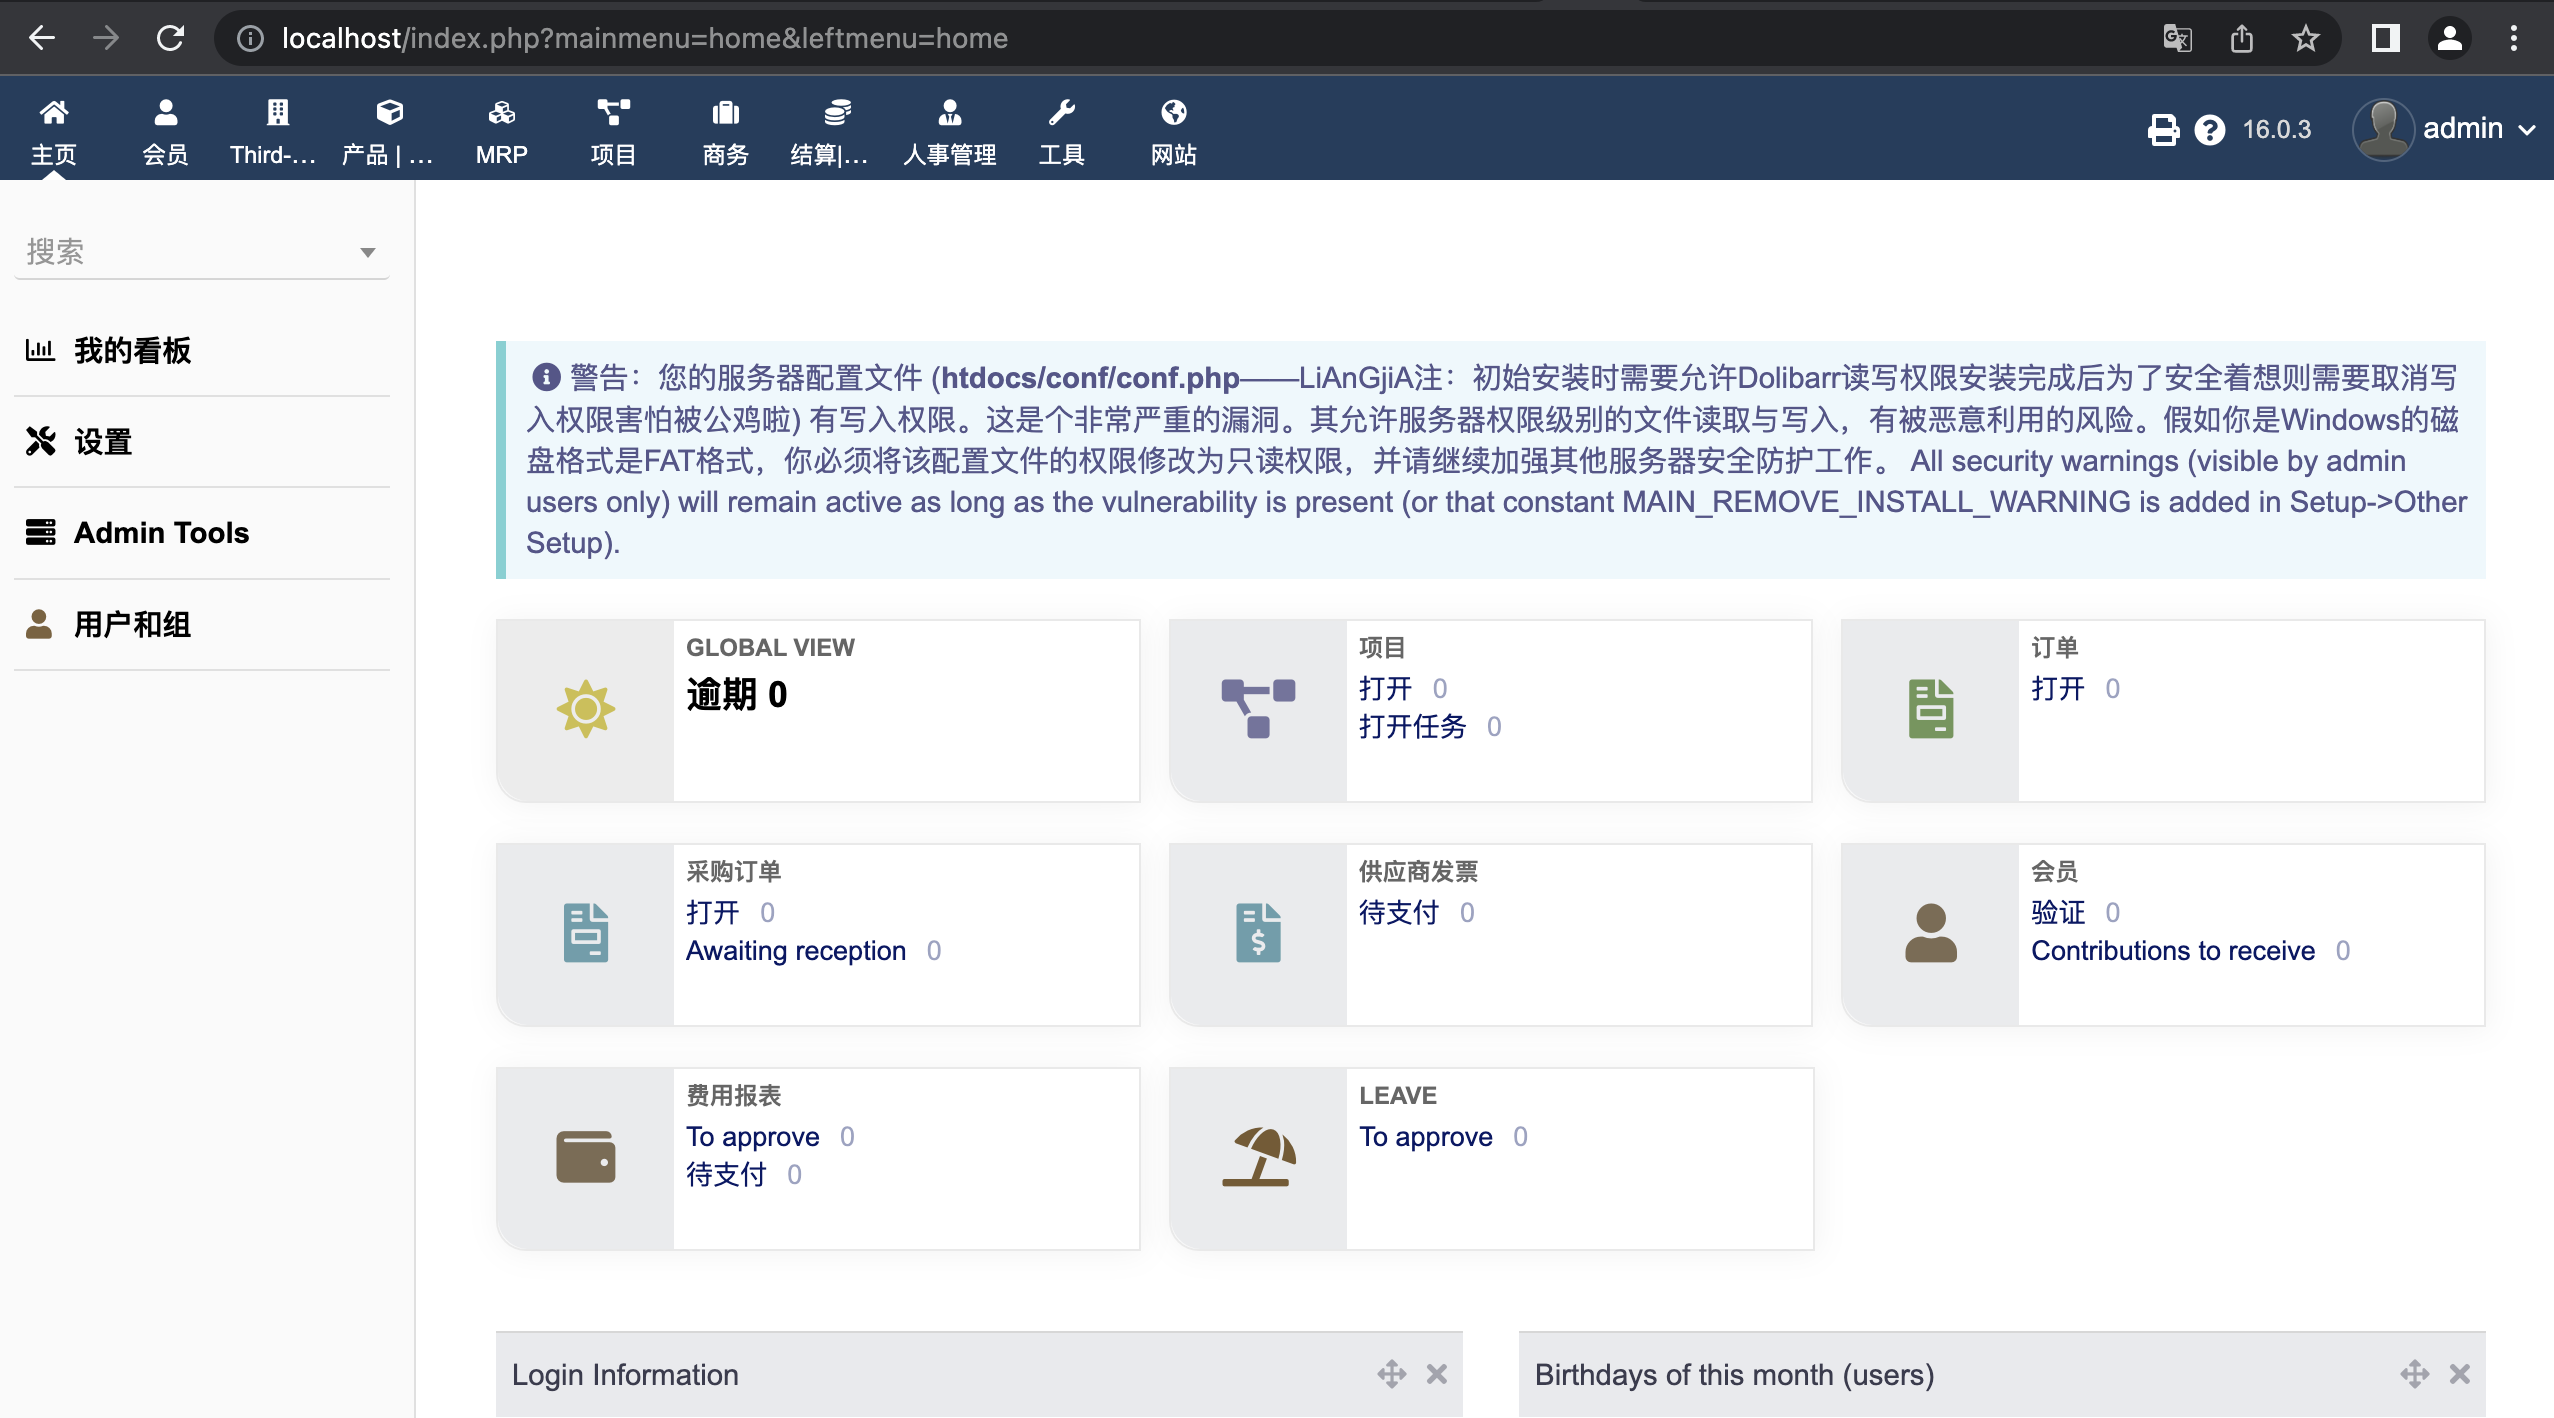 localhost/index.php?mainmenu=home&leftmenu=home
主页 会员 Third-... 产品 | ... MRP 项目 商务 结算|... 人事管理 工具 网站 16.0.3 admin
搜索
我的看板
设置
Admin Tools
用户和组
警告：您的服务器配置文件 (htdocs/conf/conf.php——LiAnGjiA注：初始安装时需要允许Dolibarr读写权限安装完成后为了安全着想则需要取消写
入权限害怕被公鸡啦) 有写入权限。这是个非常严重的漏洞。其允许服务器权限级别的文件读取与写入，有被恶意利用的风险。假如你是Windows的磁
盘格式是FAT格式，你必须将该配置文件的权限修改为只读权限，并请继续加强其他服务器安全防护工作。 All security warnings (visible by admin
users only) will remain active as long as the vulnerability is present (or that constant MAIN_REMOVE_INSTALL_WARNING is added in Setup->Other
Setup).
GLOBAL VIEW
逾期 0
项目
打开 0
打开任务 0
订单
打开 0
采购订单
打开 0
Awaiting reception 0
供应商发票
待支付 0
会员
验证 0
Contributions to receive 0
费用报表
To approve 0
待支付 0
LEAVE
To approve 0
Login Information
Birthdays of this month (users)